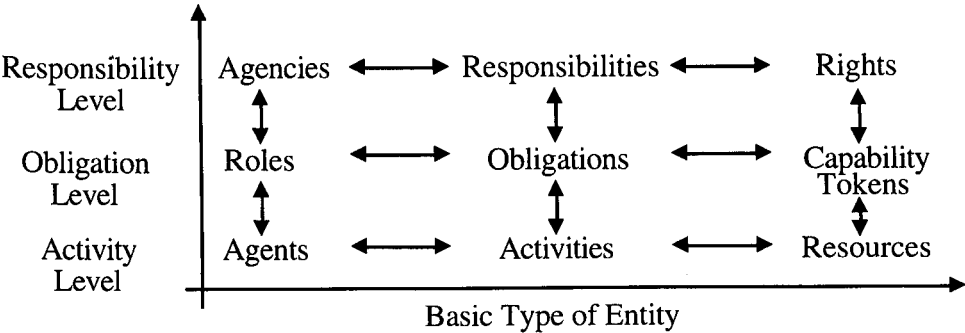 Responsibility Level
Agencies
Responsibilities
Rights
Obligation Level
Roles
Obligations
Capability Tokens
Activity Level
Agents
Activities
Resources
Basic Type of Entity